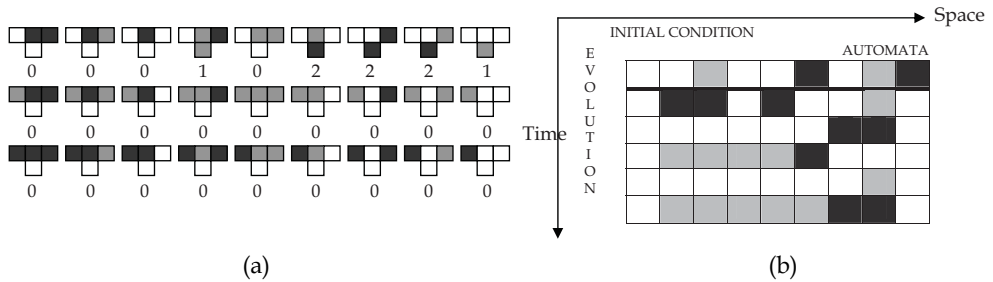 0 0 0 1 0 2 2 2 1
0 0 0 0 0 0 0 0 0
0 0 0 0 0 0 0 0 0
(a)
Space
INITIAL CONDITION
AUTOMATA
EVOLUTION
Time
(b)